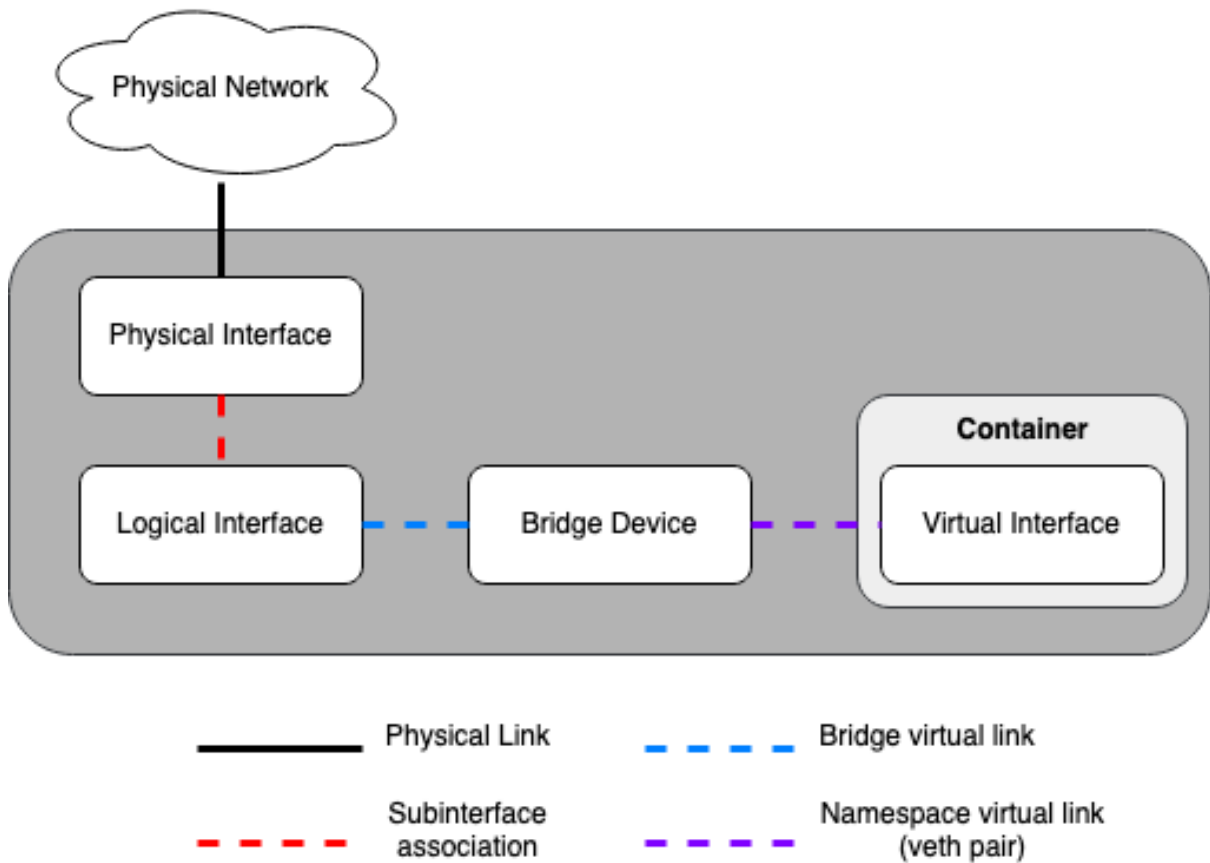 Physical Network
Physical Interface
Container
Logical Interface
Bridge Device
Virtual Interface
Physical Link
Bridge virtual link
Subinterface
association
Namespace virtual link
(veth pair)